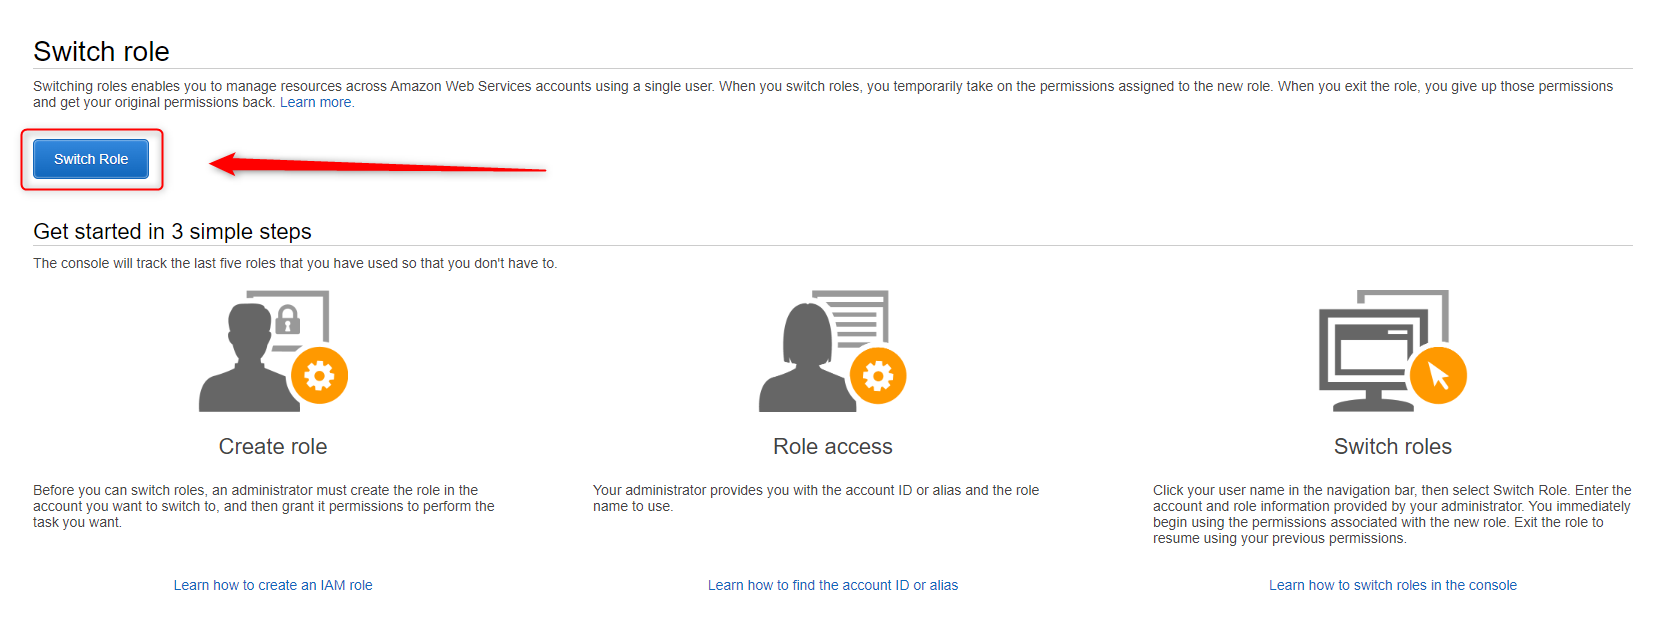 Switch role
Switching roles enables you to manage resources across Amazon Web Services accounts using a single user. When you switch roles, you temporarily take on the permissions assigned to the new role. When you exit the role, you give up those permissions
and get your original permissions back. Learn more.
Switch Role
Get started in 3 simple steps
The console will track the last five roles that you have used so that you don't have to.
Create role
Before you can switch roles, an administrator must create the role in the
account you want to switch to, and then grant it permissions to perform the
task you want.
Learn how to create an IAM role
Role access
Your administrator provides you with the account ID or alias and the role
name to use.
Learn how to find the account ID or alias
Switch roles
Click your user name in the navigation bar, then select Switch Role. Enter the
account and role information provided by your administrator. You immediately
begin using the permissions associated with the new role. Exit the role to
resume using your previous permissions.
Learn how to switch roles in the console